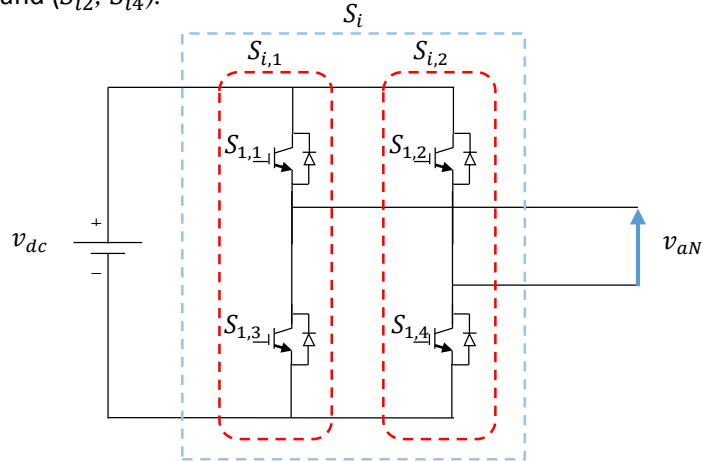 and (S_{i2}, S_{i4}).
S_i
S_{i,1} S_{i,2}
S_{1,1} S_{1,2}
+
v_{dc} v_{aN}
−
S_{1,3} S_{1,4}